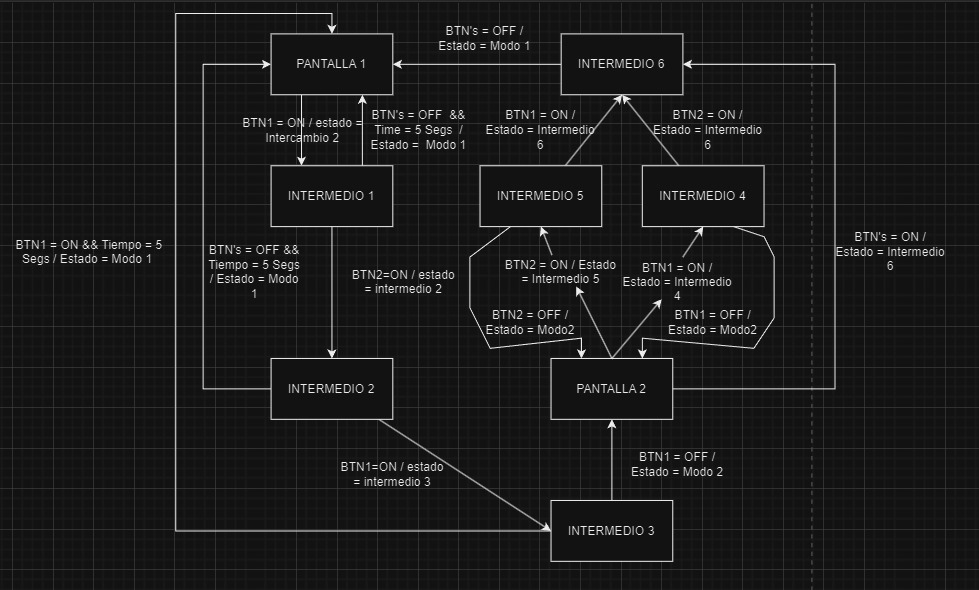 BTN's = OFF /
Estado = Modo 1
PANTALLA 1
INTERMEDIO 6
BTN1 = ON / estado =
Intercambio 2
BTN's = OFF && 
Time = 5 Segs /
Estado = Modo 1
BTN1 = ON /
Estado = Intermedio
6
BTN2 = ON /
Estado = Intermedio
6
INTERMEDIO 1
INTERMEDIO 5
INTERMEDIO 4
BTN1 = ON && Tiempo = 5
Segs / Estado = Modo 1
BTN's = OFF &&
Tiempo = 5 Segs
/ Estado = Modo
1
BTN2=ON / estado
= intermedio 2
BTN2 = ON / Estado
= Intermedio 5
BTN1 = ON /
Estado = Intermedio
4
BTN's = ON /
Estado = Intermedio
6
BTN2 = OFF /
Estado = Modo2
BTN1 = OFF /
Estado = Modo2
INTERMEDIO 2
PANTALLA 2
BTN1=ON / estado
= intermedio 3
BTN1 = OFF /
Estado = Modo 2
INTERMEDIO 3